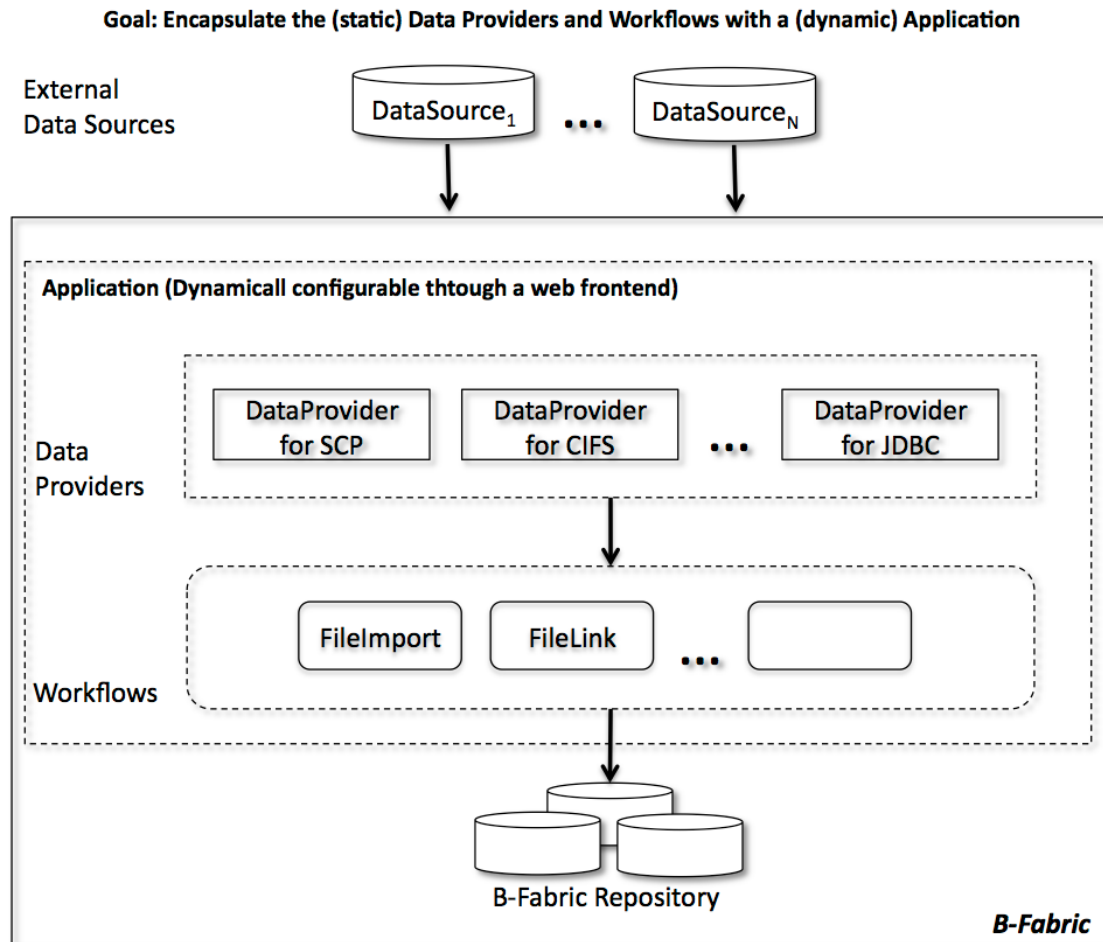 Goal: Encapsulate the (static) Data Providers and Workflows with a (dynamic) Application
External
Data Sources
DataSource1
...
DataSourceN
Application (Dynamicall configurable thtough a web frontend)
Data
Providers
DataProvider
for SCP
DataProvider
for CIFS
...
DataProvider
for JDBC
Workflows
FileImport
FileLink
...
B-Fabric Repository
B-Fabric